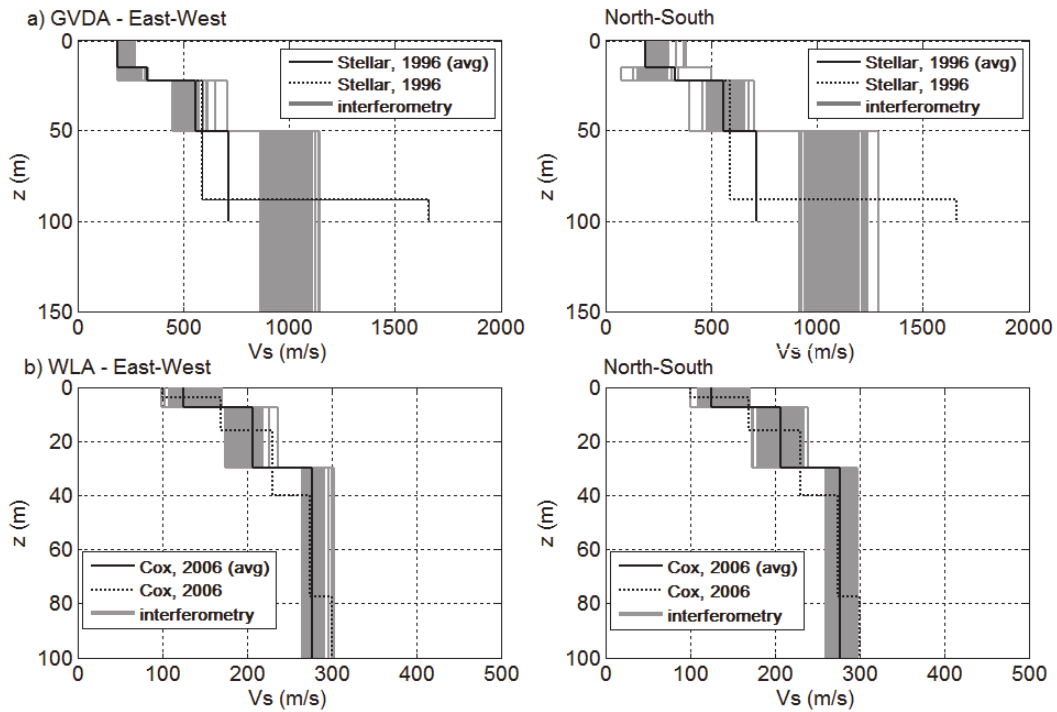 a) GVDA - East-West
North-South
0
50
100
150
z (m)
Stellar, 1996 (avg)
Stellar, 1996
interferometry
0 500 1000 1500 2000
Vs (m/s)
0
50
100
150
z (m)
Stellar, 1996 (avg)
Stellar, 1996
interferometry
0 500 1000 1500 2000
Vs (m/s)
b) WLA - East-West
North-South
0
20
40
60
80
100
z (m)
Cox, 2006 (avg)
Cox, 2006
interferometry
0 100 200 300 400 500
Vs (m/s)
0
20
40
60
80
100
z (m)
Cox, 2006 (avg)
Cox, 2006
interferometry
0 100 200 300 400 500
Vs (m/s)